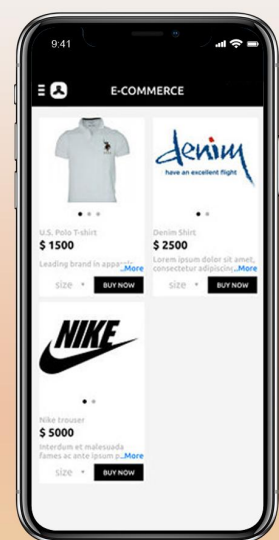 9:41
E-COMMERCE
denim
have an excellent flight
U.S. Polo T-shirt
$ 1500
Leading brand in apparels
..More
size
BUY NOW
Denim Shirt
$ 2500
Lorem ipsum dolor sit amet,
consectetur adipiscing..More
size
BUY NOW
NIKE
Nike trouser
$ 5000
Interdum et malesuada
fames ac ante ipsum p..More
size
BUY NOW